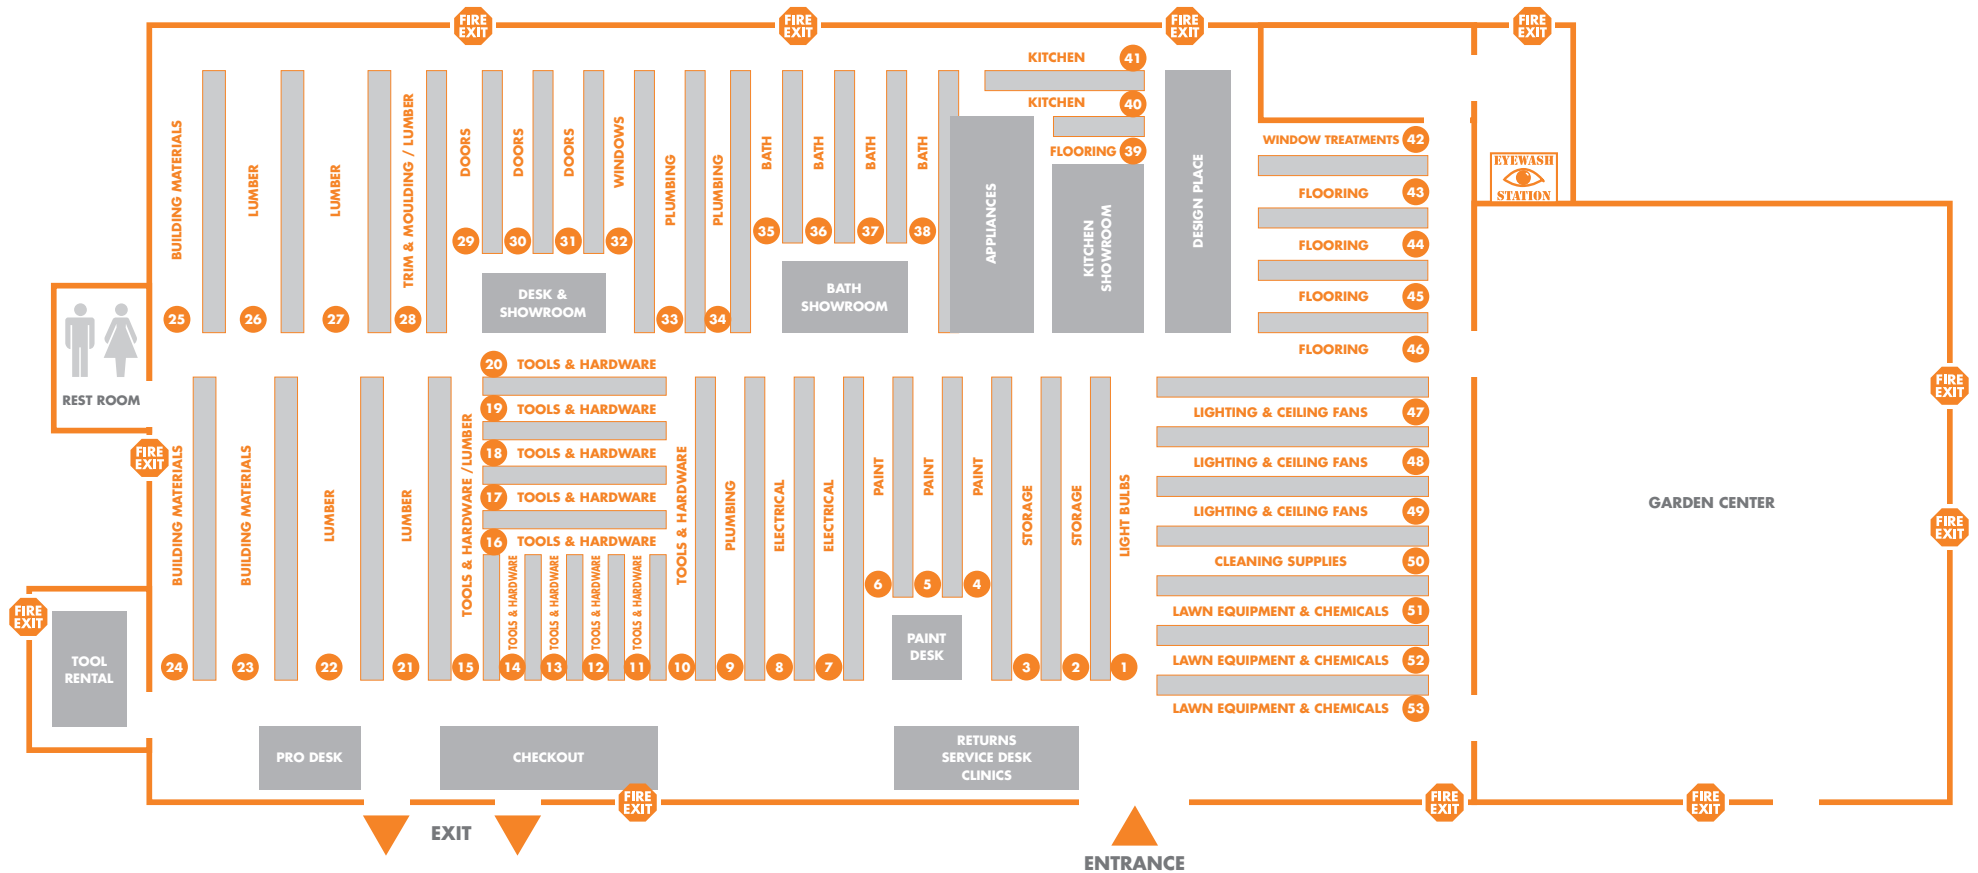 FIRE
EXIT
FIRE
EXIT
FIRE
EXIT
FIRE
EXIT
KITCHEN 41
KITCHEN 40
FLOORING 39
BUILDING MATERIALS
25
LUMBER
26
LUMBER
27
TRIM & MOULDING / LUMBER
28
DOORS
29
DOORS
30
DOORS
31
WINDOWS
32
PLUMBING
33
PLUMBING
34
BATH
35
BATH
36
BATH
37
BATH
38
DESK &
SHOWROOM
BATH
SHOWROOM
APPLIANCES
KITCHEN
SHOWROOM
DESIGN PLACE
WINDOW TREATMENTS 42
FLOORING 43
FLOORING 44
FLOORING 45
FLOORING 46
EYEWASH
STATION
REST ROOM
FIRE
EXIT
20 TOOLS & HARDWARE
19 TOOLS & HARDWARE
18 TOOLS & HARDWARE
17 TOOLS & HARDWARE
16 TOOLS & HARDWARE
BUILDING MATERIALS
24
BUILDING MATERIALS
23
LUMBER
22
LUMBER
21
TOOLS & HARDWARE /LUMBER
15
TOOLS & HARDWARE
14
TOOLS & HARDWARE
13
TOOLS & HARDWARE
12
TOOLS & HARDWARE
11
TOOLS & HARDWARE
10
PLUMBING
9
ELECTRICAL
8
ELECTRICAL
7
PAINT
6
PAINT
5
PAINT
4
PAINT
DESK
STORAGE
3
STORAGE
2
LIGHT BULBS
1
LIGHTING & CEILING FANS 47
LIGHTING & CEILING FANS 48
LIGHTING & CEILING FANS 49
CLEANING SUPPLIES 50
LAWN EQUIPMENT & CHEMICALS 51
LAWN EQUIPMENT & CHEMICALS 52
LAWN EQUIPMENT & CHEMICALS 53
GARDEN CENTER
FIRE
EXIT
FIRE
EXIT
FIRE
EXIT
TOOL
RENTAL
PRO DESK
CHECKOUT
RETURNS
SERVICE DESK
CLINICS
FIRE
EXIT
FIRE
EXIT
FIRE
EXIT
EXIT
ENTRANCE